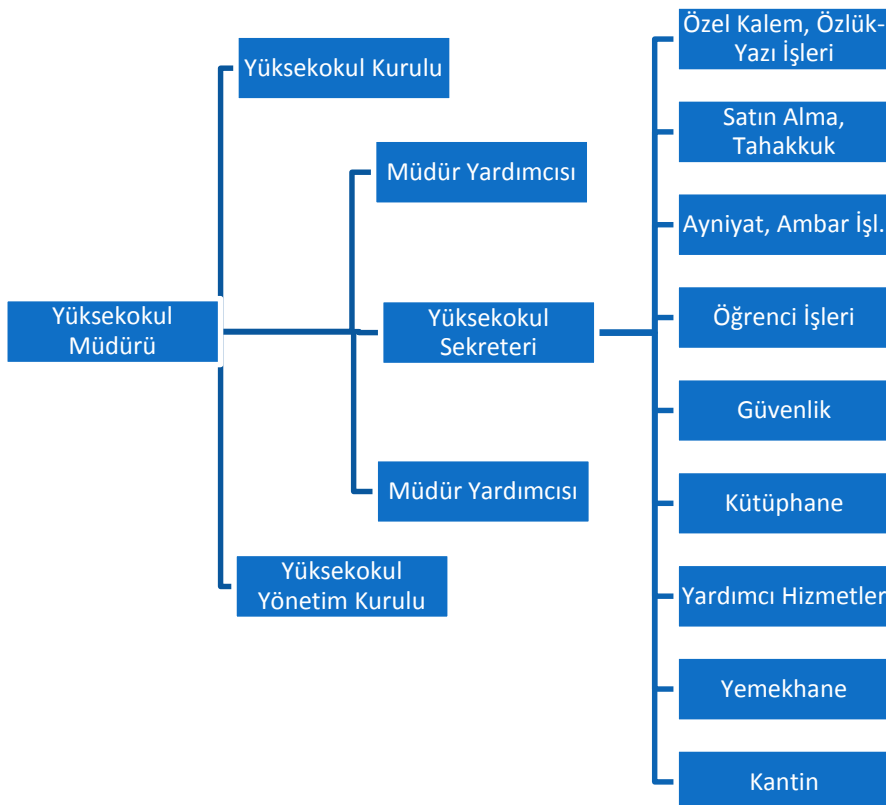 Yüksekokul
Müdürü
Yüksekokul Kurulu
Müdür Yardımcısı
Yüksekokul
Sekreteri
Müdür Yardımcısı
Yüksekokul
Yönetim Kurulu
Özel Kalem, Özlük-
Yazı İşleri
Satın Alma,
Tahakkuk
Ayniyat, Ambar İşl.
Öğrenci İşleri
Güvenlik
Kütüphane
Yardımcı Hizmetler
Yemekhane
Kantin